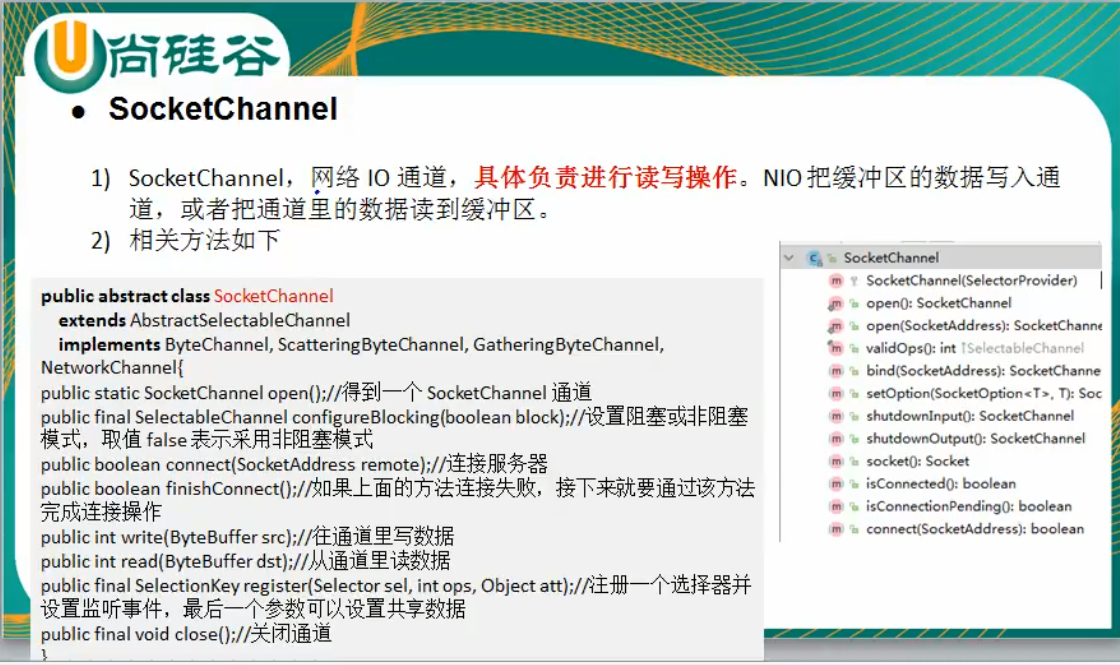 尚硅谷
• SocketChannel
1) SocketChannel，网络 IO 通道，具体负责进行读写操作。NIO 把缓冲区的数据写入通
道，或者把通道里的数据读到缓冲区。
2) 相关方法如下
public abstract class SocketChannel
extends AbstractSelectableChannel
implements ByteChannel, ScatteringByteChannel, GatheringByteChannel,
NetworkChannel{
public static SocketChannel open();//得到一个 SocketChannel 通道
public final SelectableChannel configureBlocking(boolean block);//设置阻塞或非阻塞
模式，取值 false 表示采用非阻塞模式
public boolean connect(SocketAddress remote);//连接服务器
public boolean finishConnect();//如果上面的方法连接失败，接下来就要通过该方法
完成连接操作
public int write(ByteBuffer src);//往通道里写数据
public int read(ByteBuffer dst);//从通道里读数据
public final SelectionKey register(Selector sel, int ops, Object att);//注册一个选择器并
设置监听事件，最后一个参数可以设置共享数据
public final void close();//关闭通道
}
SocketChannel
SocketChannel(SelectorProvider)
open(): SocketChannel
open(SocketAddress): SocketChanne
validOps(): int ↑SelectableChannel
bind(SocketAddress): SocketChanne
setOption(SocketOption<T>, T): Soc
shutdownInput(): SocketChannel
shutdownOutput(): SocketChannel
socket(): Socket
isConnected(): boolean
isConnectionPending(): boolean
connect(SocketAddress): boolean